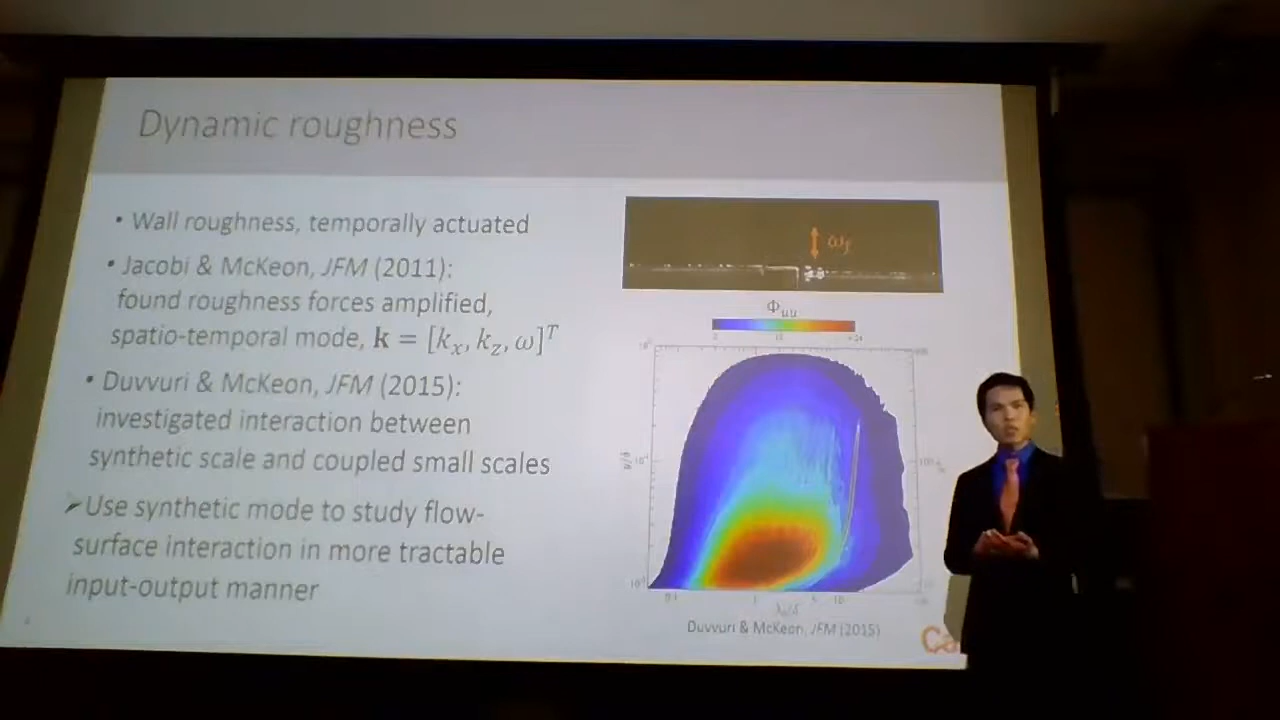 Dynamic roughness
• Wall roughness, temporally actuated
• Jacobi & McKeon, JFM (2011):
found roughness forces amplified,
spatio-temporal mode, k = [kₓ, k_z, ω]ᵀ
• Duvvuri & McKeon, JFM (2015):
investigated interaction between
synthetic scale and coupled small scales
➢Use synthetic mode to study flow-
surface interaction in more tractable
input-output manner
Φuu
Duvvuri & McKeon, JFM (2015)
Ca